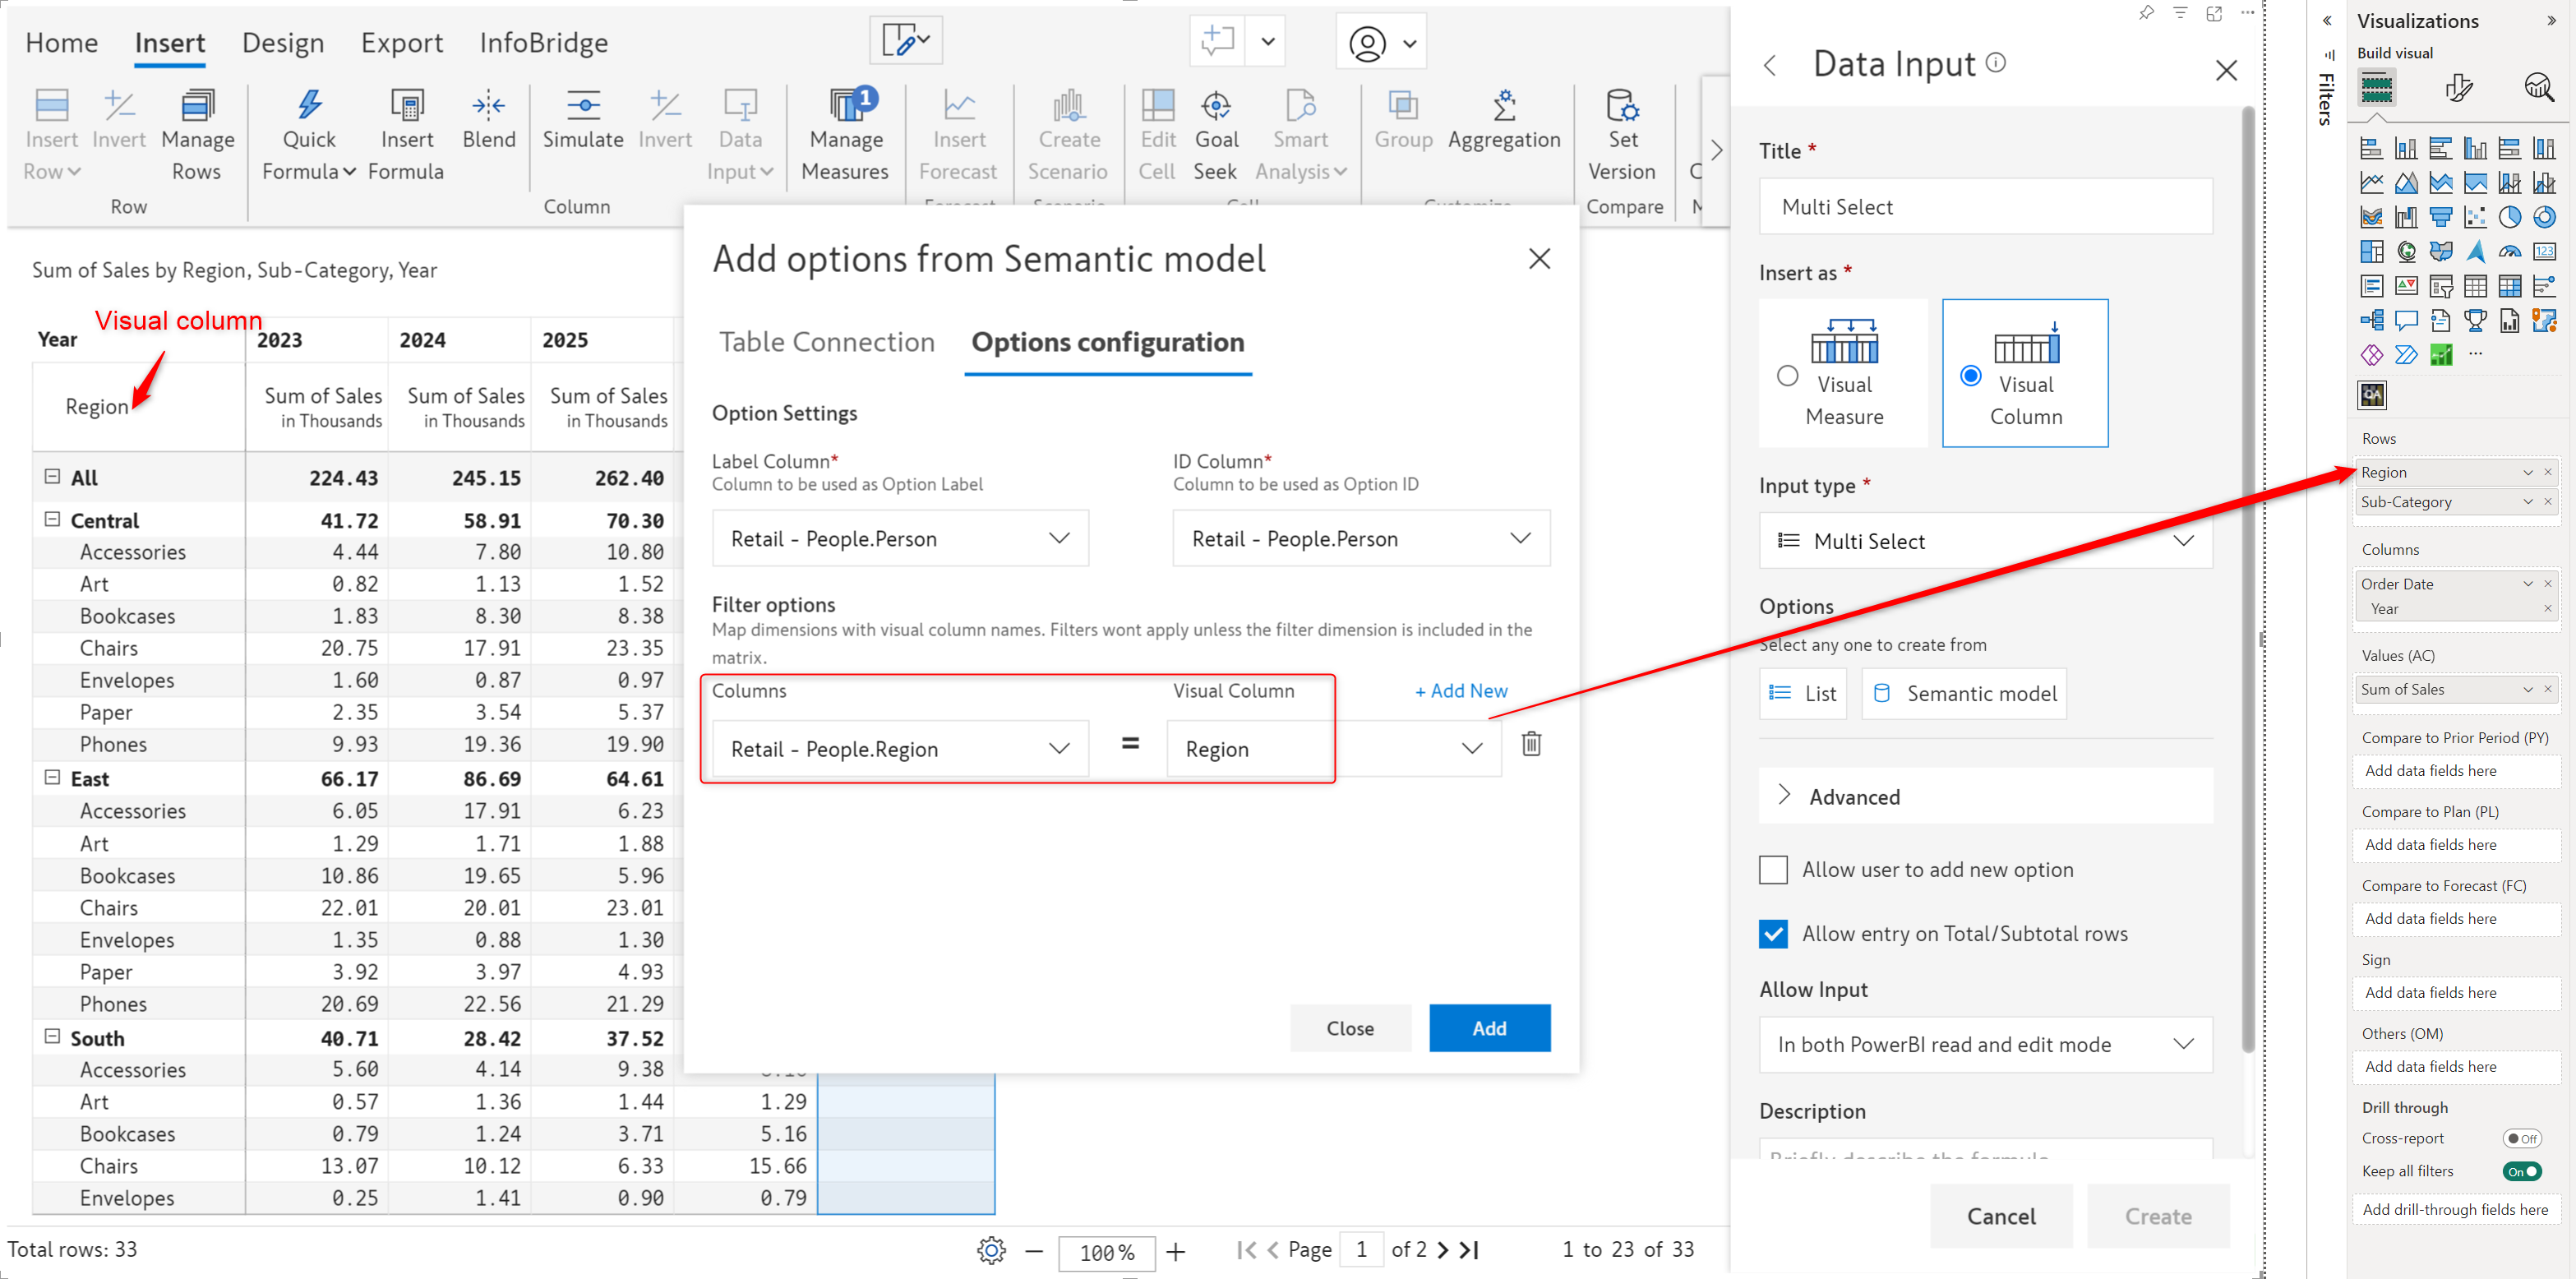 Home Insert Design Export InfoBridge
Insert Row
Invert
Manage Rows
Row
Quick Formula
Insert Formula
Blend
Simulate
Invert
Data Input
Column
1
Manage Measures
Insert Forecast
Create Scenario
Edit Cell
Goal Seek
Smart Analysis
Group
Aggregation
Set Version
Compare
Sum of Sales by Region, Sub-Category, Year
Visual column
Year 2023 2024 2025
Region
Sum of Sales in Thousands
Sum of Sales in Thousands
Sum of Sales in Thousands
All 224.43 245.15 262.40
Central 41.72 58.91 70.30
Accessories 4.44 7.80 10.80
Art 0.82 1.13 1.52
Bookcases 1.83 8.30 8.38
Chairs 20.75 17.91 23.35
Envelopes 1.60 0.87 0.97
Paper 2.35 3.54 5.37
Phones 9.93 19.36 19.90
East 66.17 86.69 64.61
Accessories 6.05 17.91 6.23
Art 1.29 1.71 1.88
Bookcases 10.86 19.65 5.96
Chairs 22.01 20.01 23.01
Envelopes 1.35 0.88 1.30
Paper 3.92 3.97 4.93
Phones 20.69 22.56 21.29
South 40.71 28.42 37.52
Accessories 5.60 4.14 9.38
Art 0.57 1.36 1.44 1.29
Bookcases 0.79 1.24 3.71 5.16
Chairs 13.07 10.12 6.33 15.66
Envelopes 0.25 1.41 0.90 0.79
Total rows: 33
100%
Page 1 of 2
1 to 23 of 33
Add options from Semantic model
Table Connection Options configuration
Option Settings
Label Column*
Column to be used as Option Label
Retail - People.Person
ID Column*
Column to be used as Option ID
Retail - People.Person
Filter options
Map dimensions with visual column names. Filters wont apply unless the filter dimension is included in the
matrix.
Columns Visual Column + Add New
Retail - People.Region = Region
Close Add
Data Input
Title *
Multi Select
Insert as *
Visual Measure
Visual Column
Input type *
Multi Select
Options
Select any one to create from
List Semantic model
Advanced
Allow user to add new option
Allow entry on Total/Subtotal rows
Allow Input
In both PowerBI read and edit mode
Description
Briefly describe the formula
Cancel Create
Filters
Visualizations
Build visual
123
QA
Rows
Region
Sub-Category
Columns
Order Date
Year
Values (AC)
Sum of Sales
Compare to Prior Period (PY)
Add data fields here
Compare to Plan (PL)
Add data fields here
Compare to Forecast (FC)
Add data fields here
Sign
Add data fields here
Others (OM)
Add data fields here
Drill through
Cross-report Off
Keep all filters On
Add drill-through fields here